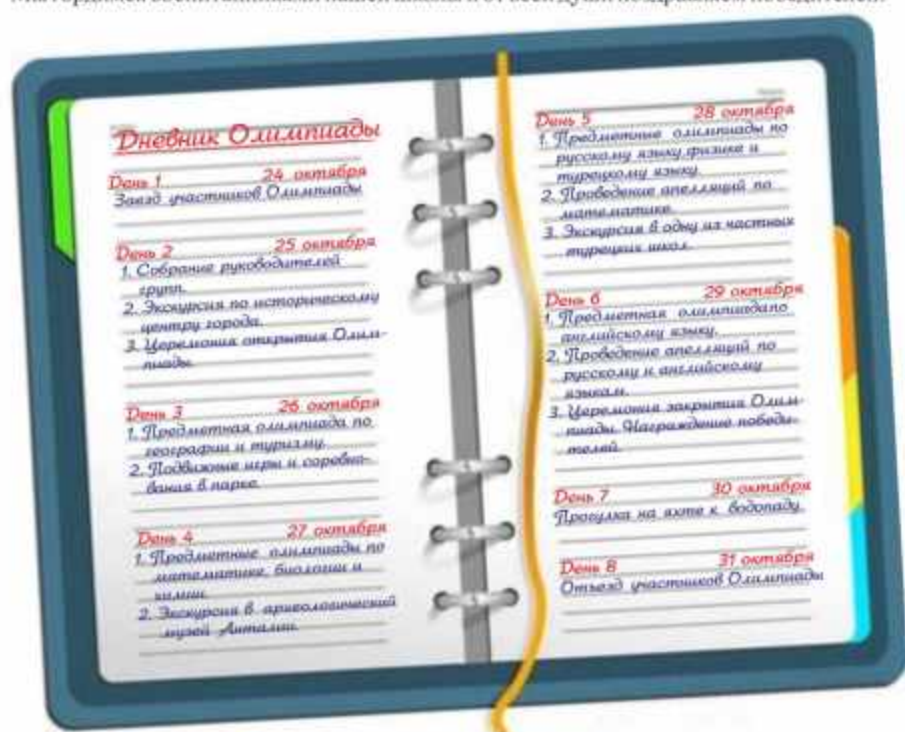 Дневник Олимпиады
День 1 24 октября
Заезд участников Олимпиады
День 2 25 октября
1. Собрание руководителей
групп.
2. Экскурсия по историческому
центру города.
3. Церемония открытия Олим-
пиады.
День 3 26 октября
1. Предметная олимпиада по
географии и туризму.
2. Подвижные игры и соревно-
вания в парке.
День 4 27 октября
1. Предметные олимпиады по
математике, биологии и
химии.
2. Экскурсия в археологический
музей Анталии.
День 5 28 октября
1. Предметные олимпиады по
русскому языку, физике и
турецкому языку.
2. Проведение апелляций по
математике.
3. Экскурсия в одну из частных
турецких школ.
День 6 29 октября
1. Предметная олимпиада по
английскому языку.
2. Проведение апелляций по
русскому и английскому
языкам.
3. Церемония закрытия Олим-
пиады. Награждение победи-
телей.
День 7 30 октября
Прогулка на яхте к водопаду.
День 8 31 октября
Отъезд участников Олимпиады